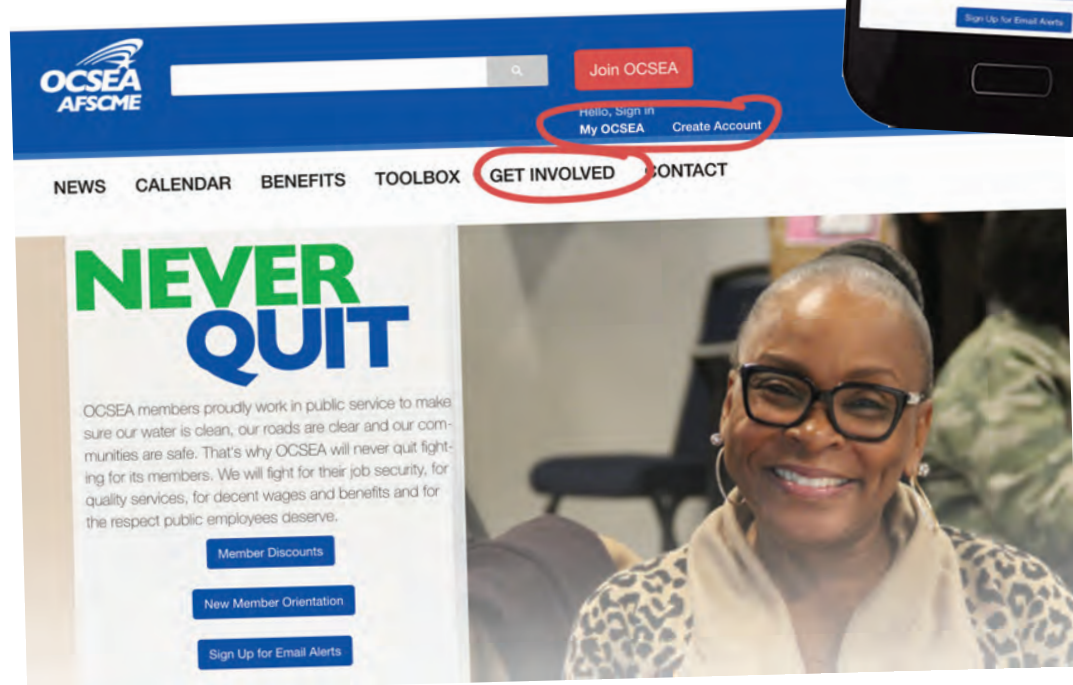 Sign Up for Email Alerts
OCSEA
AFSCME
Join OCSEA
Hello, Sign in
My OCSEA Create Account
NEWS CALENDAR BENEFITS TOOLBOX GET INVOLVED CONTACT
NEVER
QUIT
OCSEA members proudly work in public service to make
sure our water is clean, our roads are clear and our com-
munities are safe. That's why OCSEA will never quit fight-
ing for its members. We will fight for their job security, for
quality services, for decent wages and benefits and for
the respect public employees deserve.
Member Discounts
New Member Orientation
Sign Up for Email Alerts